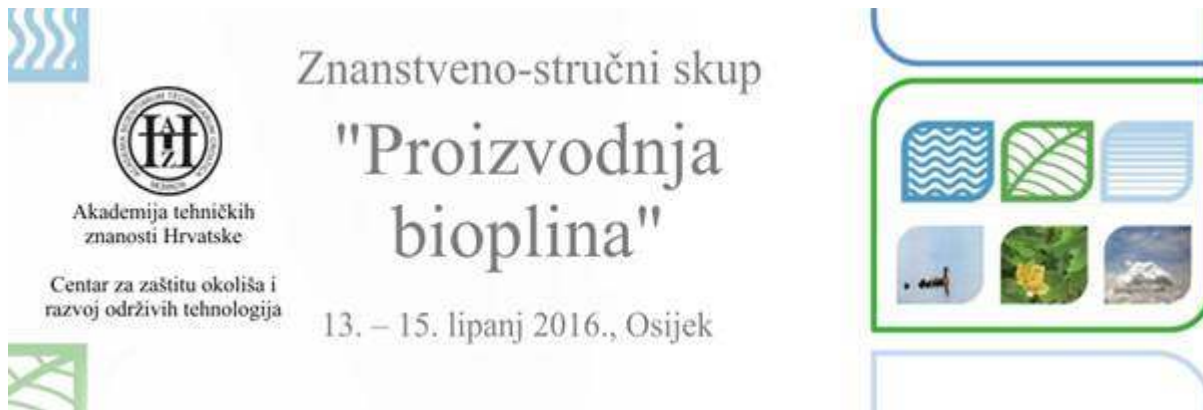 Znanstveno-stručni skup
"Proizvodnja
bioplina"
13. – 15. lipanj 2016., Osijek
HATZ
Akademija tehničkih
znanosti Hrvatske
Centar za zaštitu okoliša i
razvoj održivih tehnologija